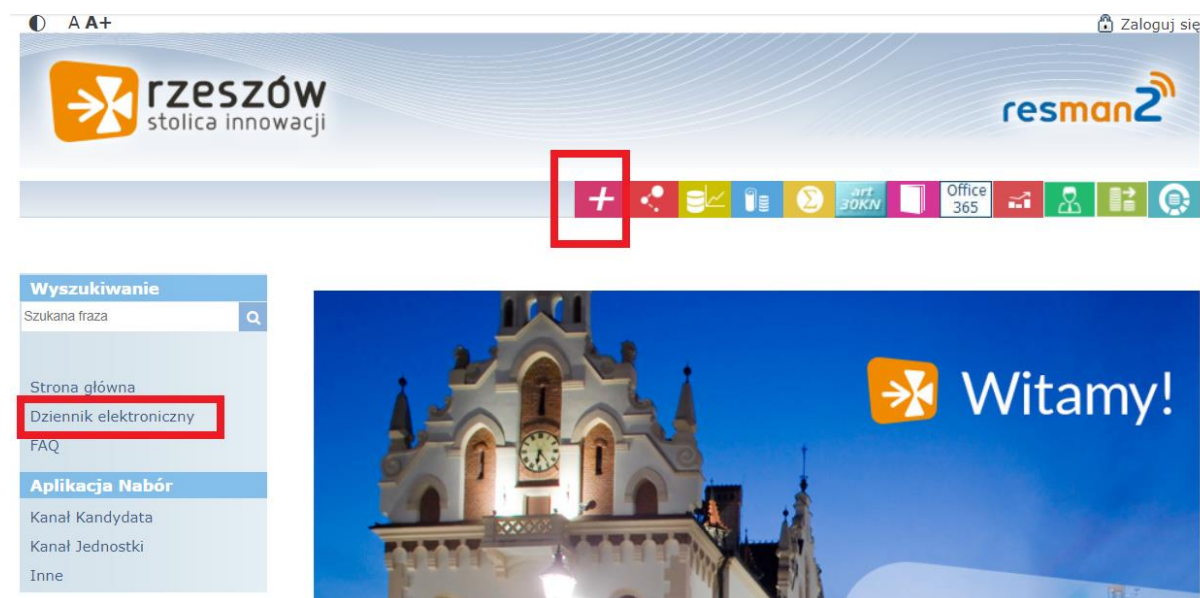 A A+
Zaloguj się
rzeszów
stolica innowacji
resman2
art
30KN
Office
365
Wyszukiwanie
Szukana fraza
Strona główna
Dziennik elektroniczny
FAQ
Aplikacja Nabór
Kanał Kandydata
Kanał Jednostki
Inne
Witamy!